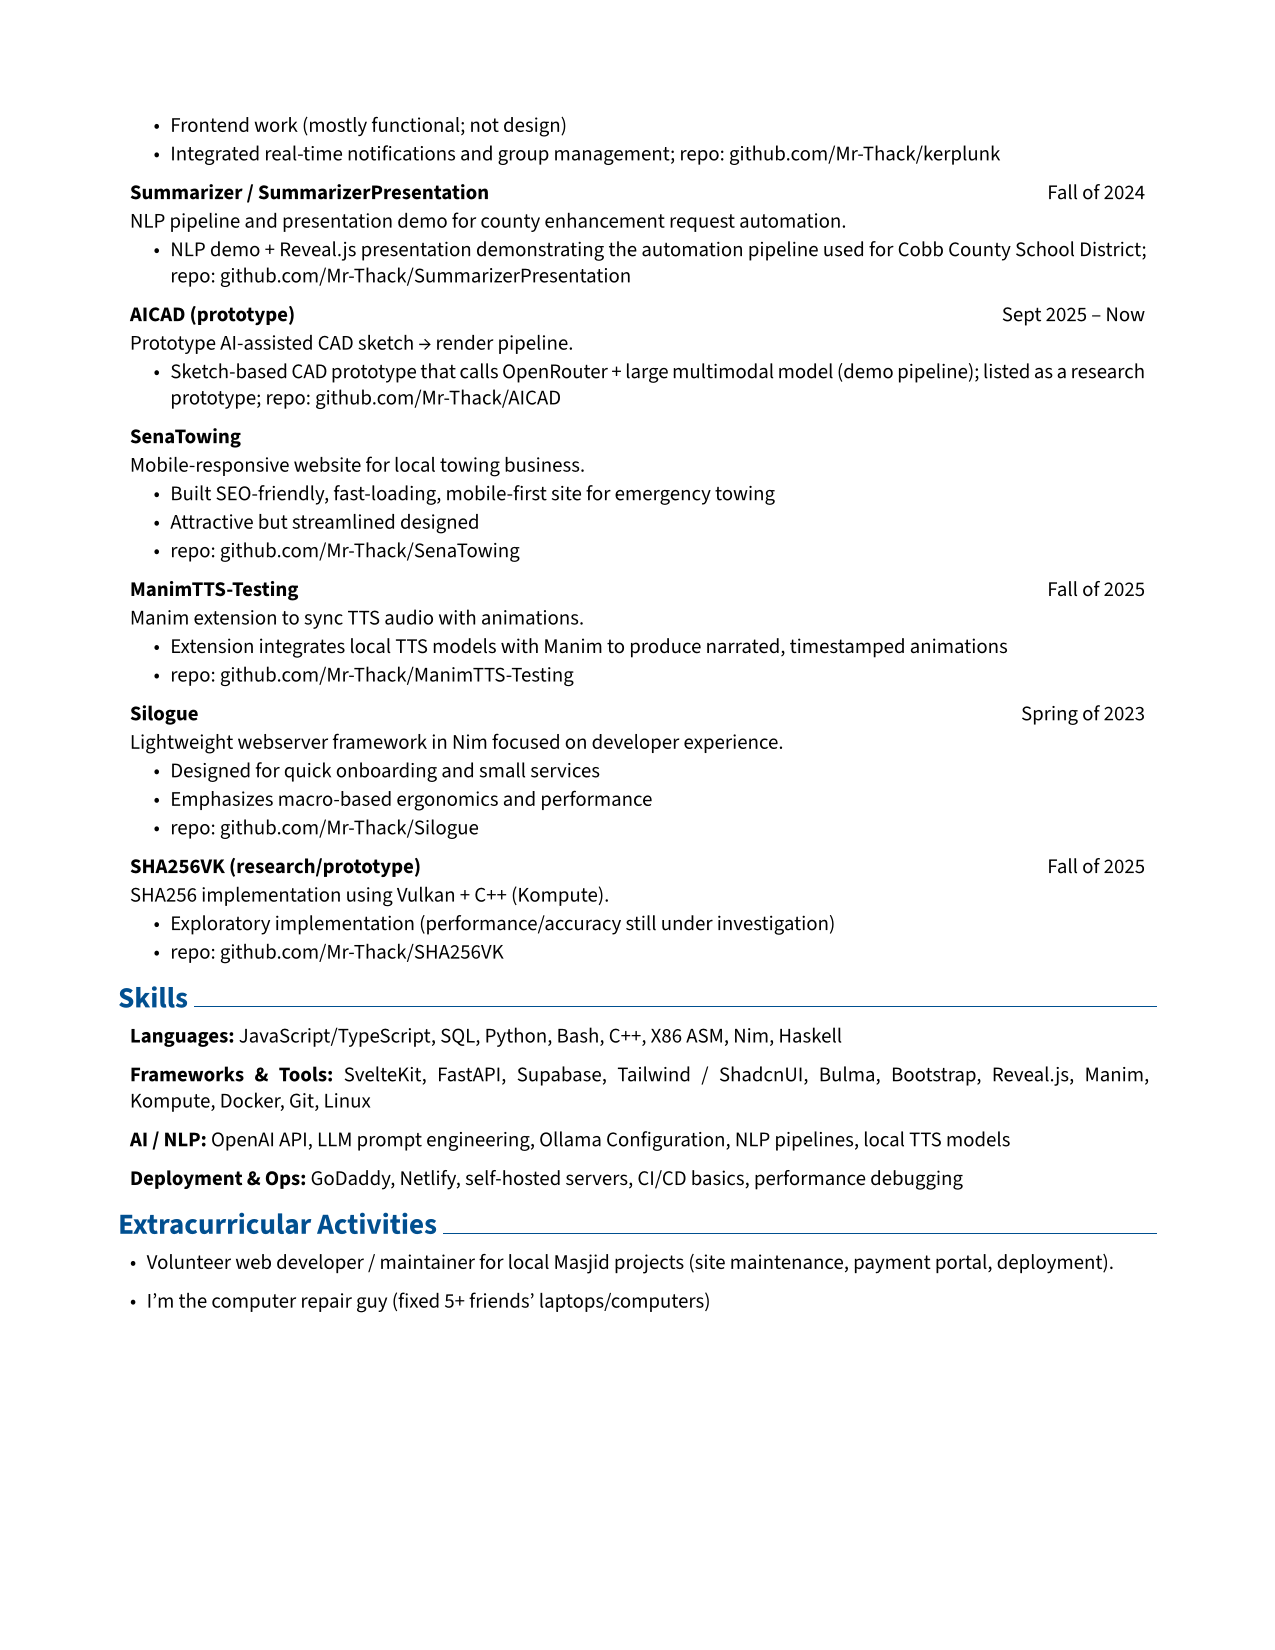 • Frontend work (mostly functional; not design)
• Integrated real-time notifications and group management; repo: github.com/Mr-Thack/kerplunk
Summarizer / SummarizerPresentation Fall of 2024
NLP pipeline and presentation demo for county enhancement request automation.
• NLP demo + Reveal.js presentation demonstrating the automation pipeline used for Cobb County School District;
repo: github.com/Mr-Thack/SummarizerPresentation
AICAD (prototype) Sept 2025 – Now
Prototype AI-assisted CAD sketch → render pipeline.
• Sketch-based CAD prototype that calls OpenRouter + large multimodal model (demo pipeline); listed as a research
prototype; repo: github.com/Mr-Thack/AICAD
SenaTowing
Mobile-responsive website for local towing business.
• Built SEO-friendly, fast-loading, mobile-first site for emergency towing
• Attractive but streamlined designed
• repo: github.com/Mr-Thack/SenaTowing
ManimTTS-Testing Fall of 2025
Manim extension to sync TTS audio with animations.
• Extension integrates local TTS models with Manim to produce narrated, timestamped animations
• repo: github.com/Mr-Thack/ManimTTS-Testing
Silogue Spring of 2023
Lightweight webserver framework in Nim focused on developer experience.
• Designed for quick onboarding and small services
• Emphasizes macro-based ergonomics and performance
• repo: github.com/Mr-Thack/Silogue
SHA256VK (research/prototype) Fall of 2025
SHA256 implementation using Vulkan + C++ (Kompute).
• Exploratory implementation (performance/accuracy still under investigation)
• repo: github.com/Mr-Thack/SHA256VK
Skills
Languages: JavaScript/TypeScript, SQL, Python, Bash, C++, X86 ASM, Nim, Haskell
Frameworks & Tools: SvelteKit, FastAPI, Supabase, Tailwind / ShadcnUI, Bulma, Bootstrap, Reveal.js, Manim,
Kompute, Docker, Git, Linux
AI / NLP: OpenAI API, LLM prompt engineering, Ollama Configuration, NLP pipelines, local TTS models
Deployment & Ops: GoDaddy, Netlify, self-hosted servers, CI/CD basics, performance debugging
Extracurricular Activities
• Volunteer web developer / maintainer for local Masjid projects (site maintenance, payment portal, deployment).
• I’m the computer repair guy (fixed 5+ friends’ laptops/computers)